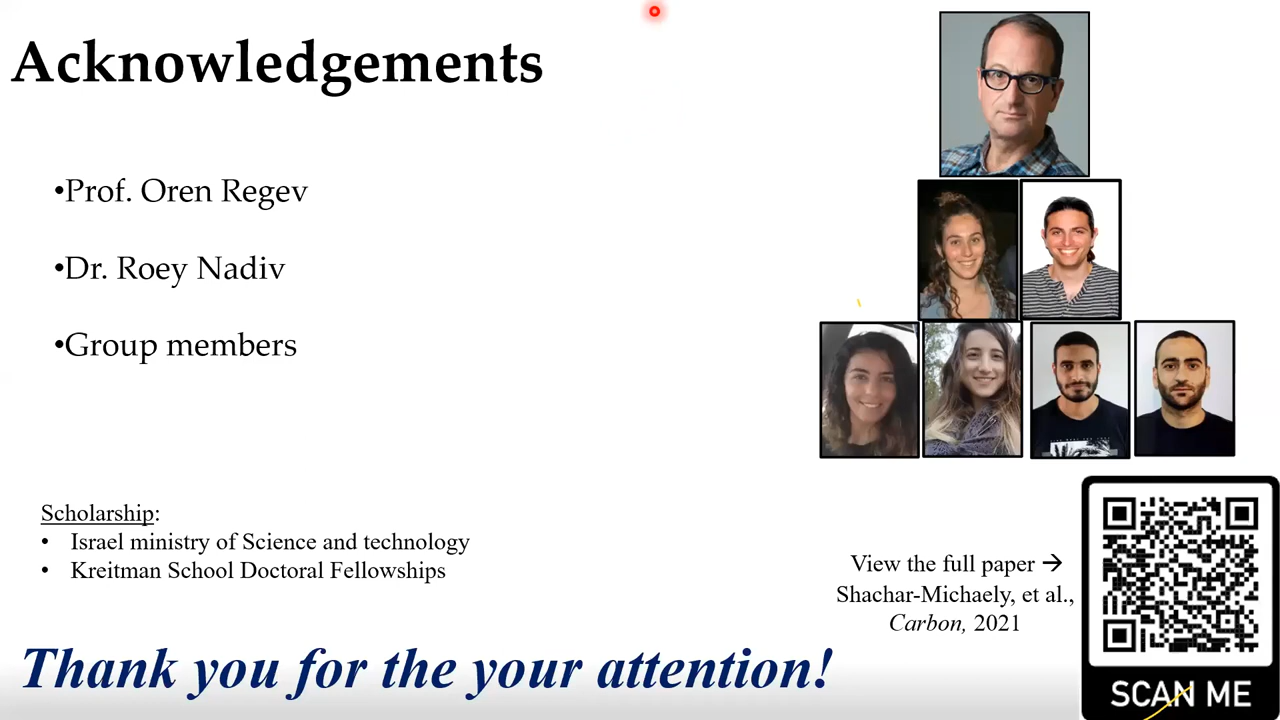 Acknowledgements
•Prof. Oren Regev
•Dr. Roey Nadiv
•Group members
Scholarship:
• Israel ministry of Science and technology
• Kreitman School Doctoral Fellowships
View the full paper →
Shachar-Michaely, et al.,
Carbon, 2021
SCAN ME
Thank you for the your attention!